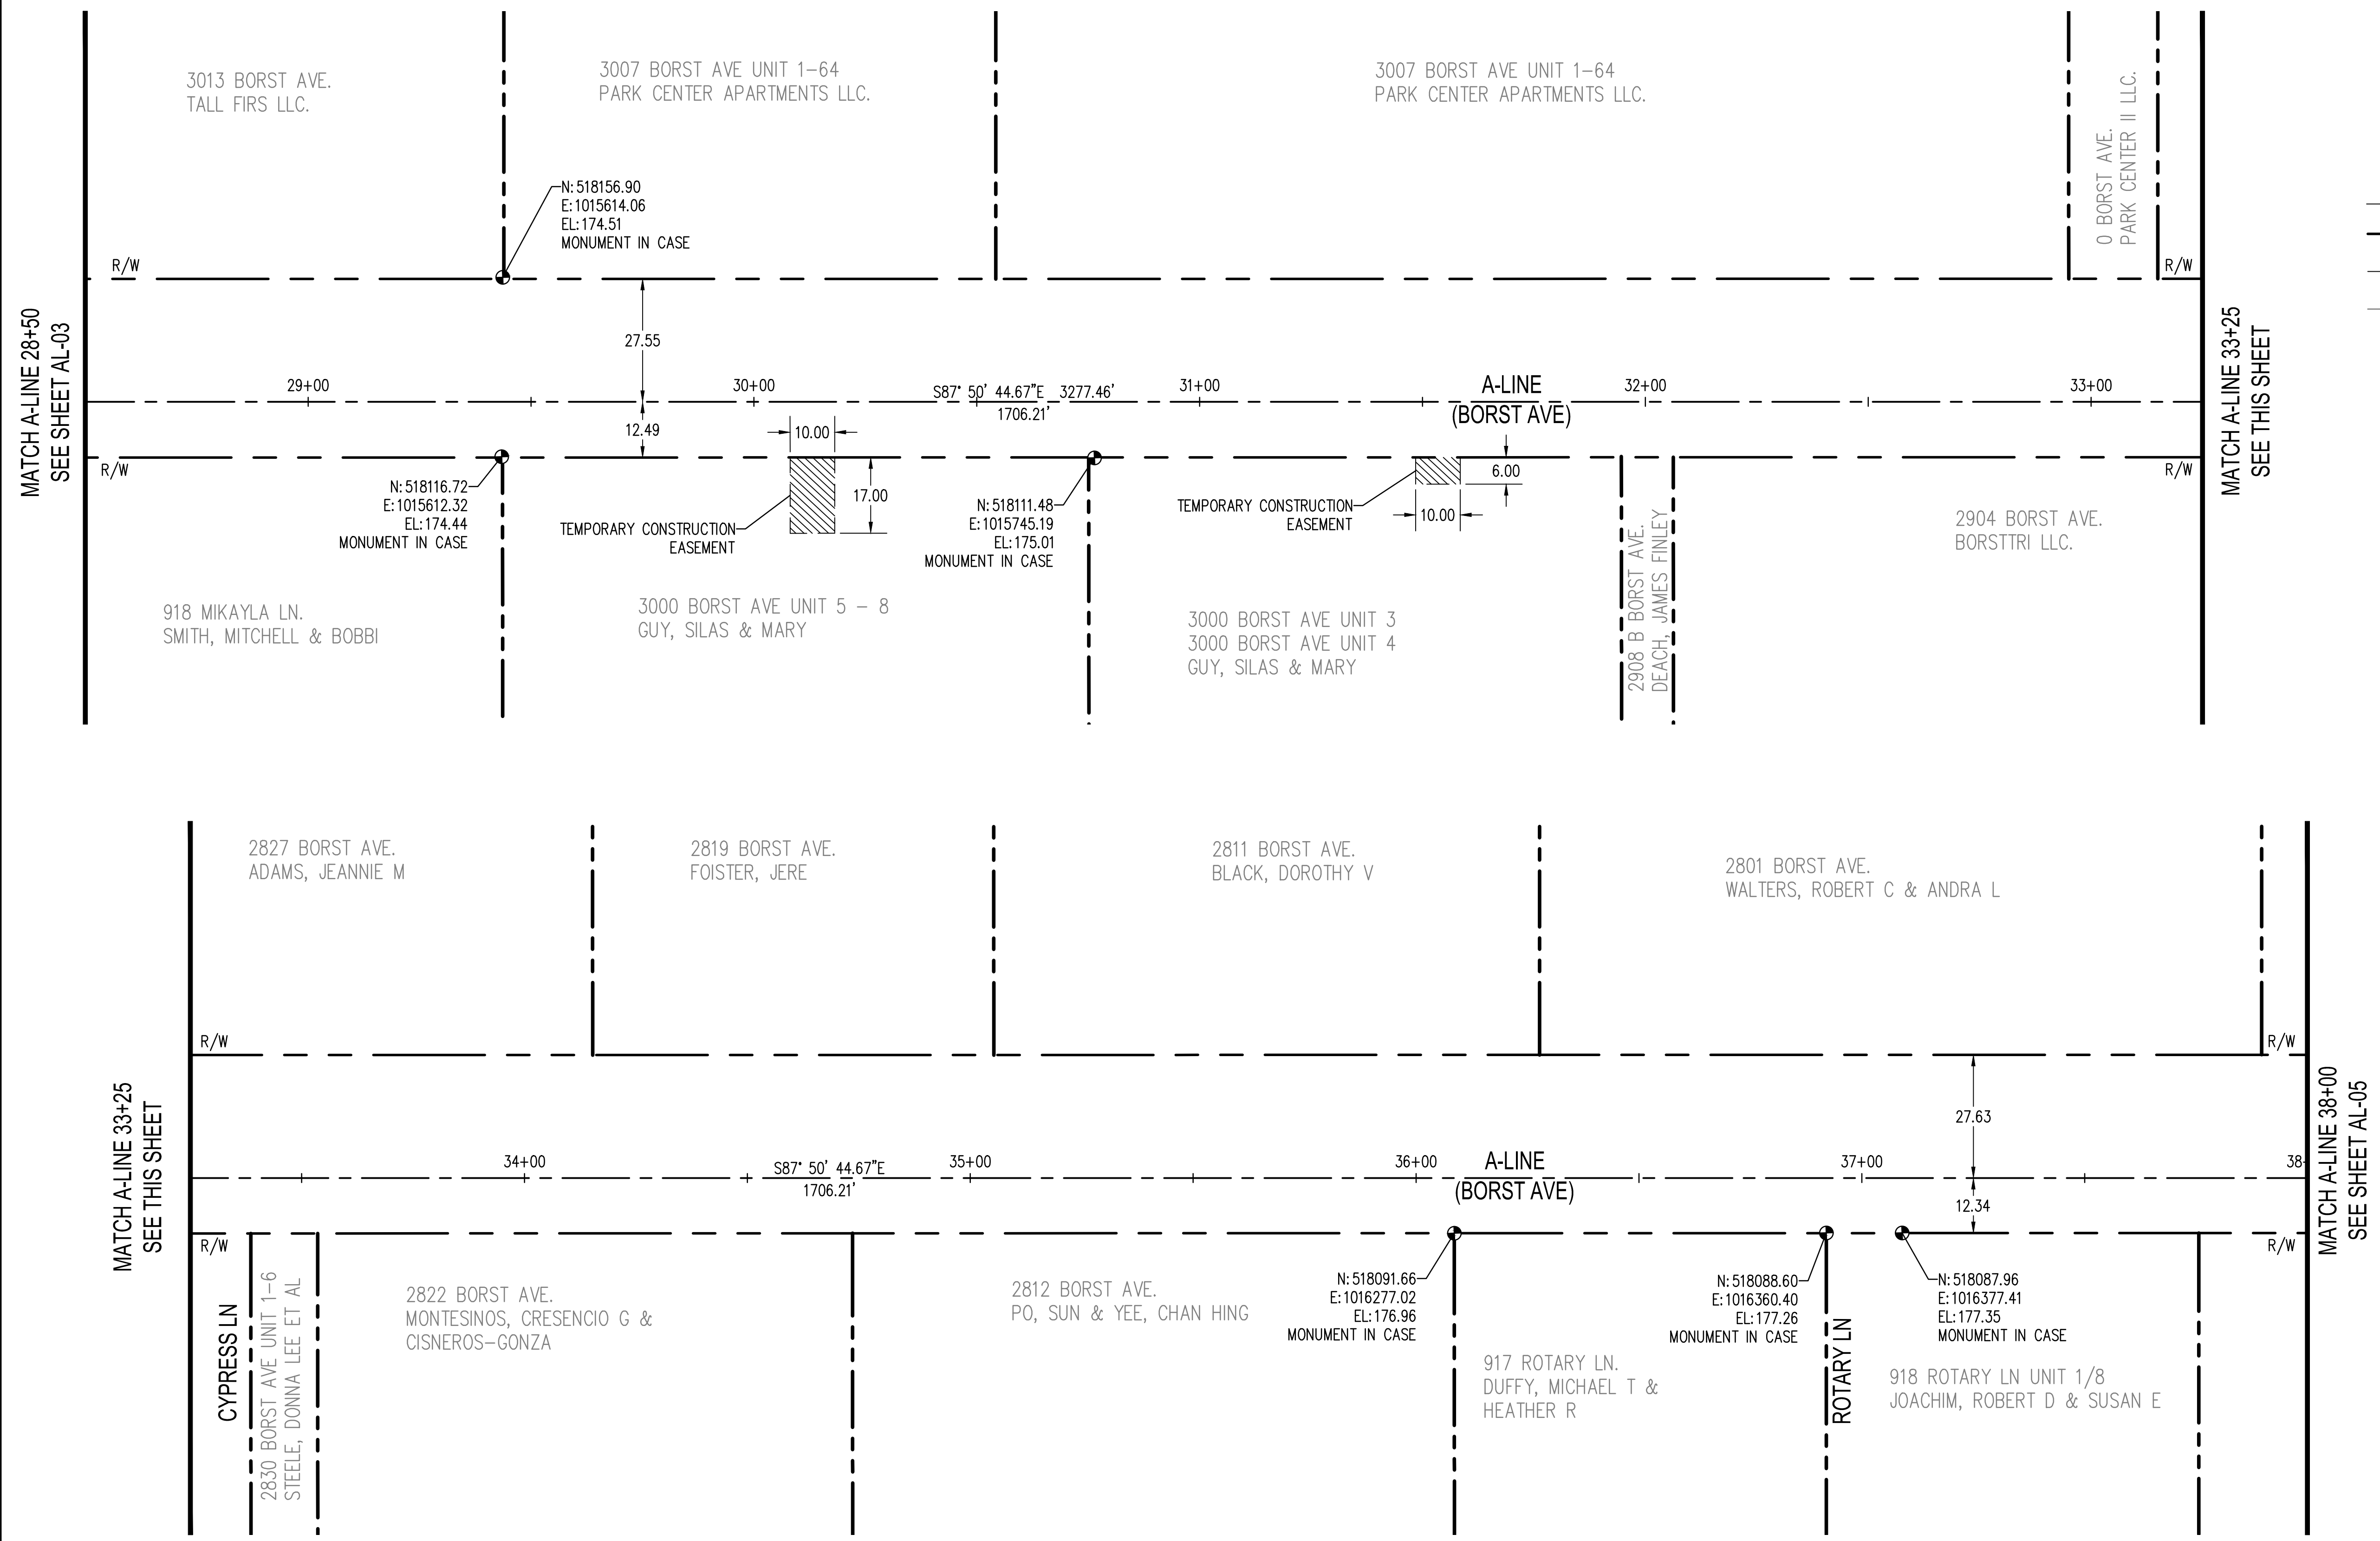 3013 BORST AVE.
TALL FIRS LLC.
3007 BORST AVE UNIT 1-64
PARK CENTER APARTMENTS LLC.
3007 BORST AVE UNIT 1-64
PARK CENTER APARTMENTS LLC.
0 BORST AVE.
PARK CENTER II LLC.
N: 518156.90
E: 1015614.06
EL: 174.51
MONUMENT IN CASE
R/W
R/W
MATCH A-LINE 28+50
SEE SHEET AL-03
27.55
29+00
30+00
S87° 50' 44.67"E 3277.46'
1706.21'
31+00
A-LINE
(BORST AVE)
32+00
33+00
MATCH A-LINE 33+25
SEE THIS SHEET
12.49
10.00
R/W
R/W
N: 518116.72
E: 1015612.32
EL: 174.44
MONUMENT IN CASE
17.00
TEMPORARY CONSTRUCTION
EASEMENT
N: 518111.48
E: 1015745.19
EL: 175.01
MONUMENT IN CASE
TEMPORARY CONSTRUCTION
EASEMENT
6.00
10.00
918 MIKAYLA LN.
SMITH, MITCHELL & BOBBI
3000 BORST AVE UNIT 5 - 8
GUY, SILAS & MARY
3000 BORST AVE UNIT 3
3000 BORST AVE UNIT 4
GUY, SILAS & MARY
2908 B BORST AVE.
DEACH, JAMES FINLEY
2904 BORST AVE.
BORSTTRI LLC.
2827 BORST AVE.
ADAMS, JEANNIE M
2819 BORST AVE.
FOISTER, JERE
2811 BORST AVE.
BLACK, DOROTHY V
2801 BORST AVE.
WALTERS, ROBERT C & ANDRA L
R/W
R/W
MATCH A-LINE 33+25
SEE THIS SHEET
27.63
34+00
S87° 50' 44.67"E
1706.21'
35+00
36+00
A-LINE
(BORST AVE)
37+00
38
MATCH A-LINE 38+00
SEE SHEET AL-05
12.34
R/W
R/W
CYPRESS LN
2830 BORST AVE UNIT 1-6
STEELE, DONNA LEE ET AL
2822 BORST AVE.
MONTESINOS, CRESENCIO G &
CISNEROS-GONZA
2812 BORST AVE.
PO, SUN & YEE, CHAN HING
N: 518091.66
E: 1016277.02
EL: 176.96
MONUMENT IN CASE
N: 518088.60
E: 1016360.40
EL: 177.26
MONUMENT IN CASE
N: 518087.96
E: 1016377.41
EL: 177.35
MONUMENT IN CASE
917 ROTARY LN.
DUFFY, MICHAEL T &
HEATHER R
ROTARY LN
918 ROTARY LN UNIT 1/8
JOACHIM, ROBERT D & SUSAN E